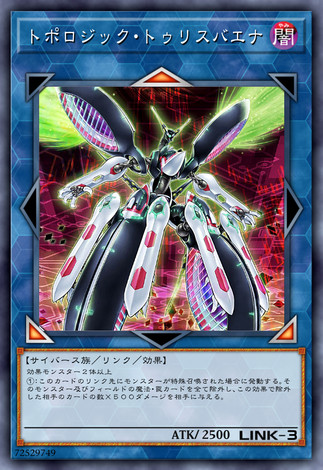 トポロジック・トゥリスバエナ
やみ
闇
【サイバース族／リンク／効果】
効果モンスター２体以上
①：このカードのリンク先にモンスターが特殊召喚された場合に発動する。そ
のモンスター及びフィールドの魔法・罠カードを全て除外し、この効果で除外
した相手のカードの数×５００ダメージを相手に与える。
ATK/ 2500 LINK-3
72529749